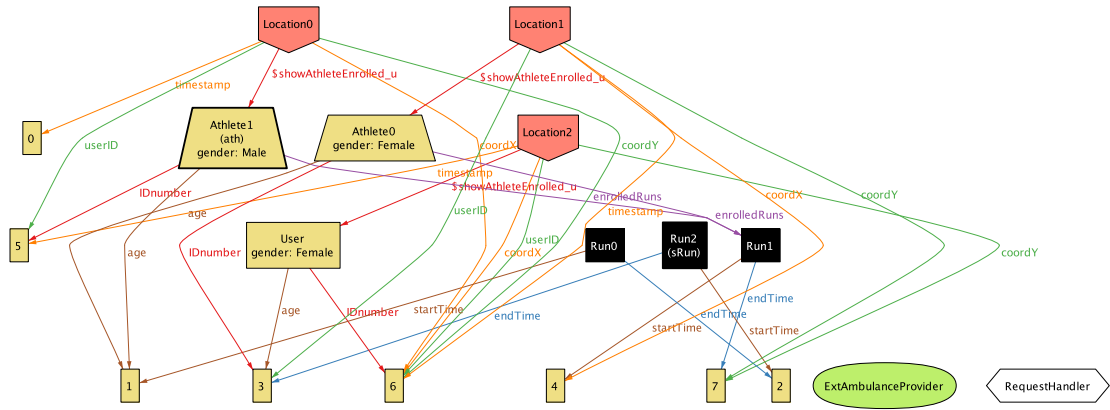 Location0
Location1
$showAthleteEnrolled_u
$showAthleteEnrolled_u
timestamp
0
Athlete1
(ath)
gender: Male
Athlete0
gender: Female
Location2
userID
coordX
coordY
timestamp
$showAthleteEnrolled_u
IDnumber
coordX
coordY
enrolledRuns
age
userID
timestamp
enrolledRuns
5
User
gender: Female
Run0
Run2
(sRun)
Run1
age
IDnumber
userID
coordX
coordY
endTime
age
IDnumber
startTime
endTime
endTime
startTime
startTime
1
3
6
4
7
2
ExtAmbulanceProvider
RequestHandler